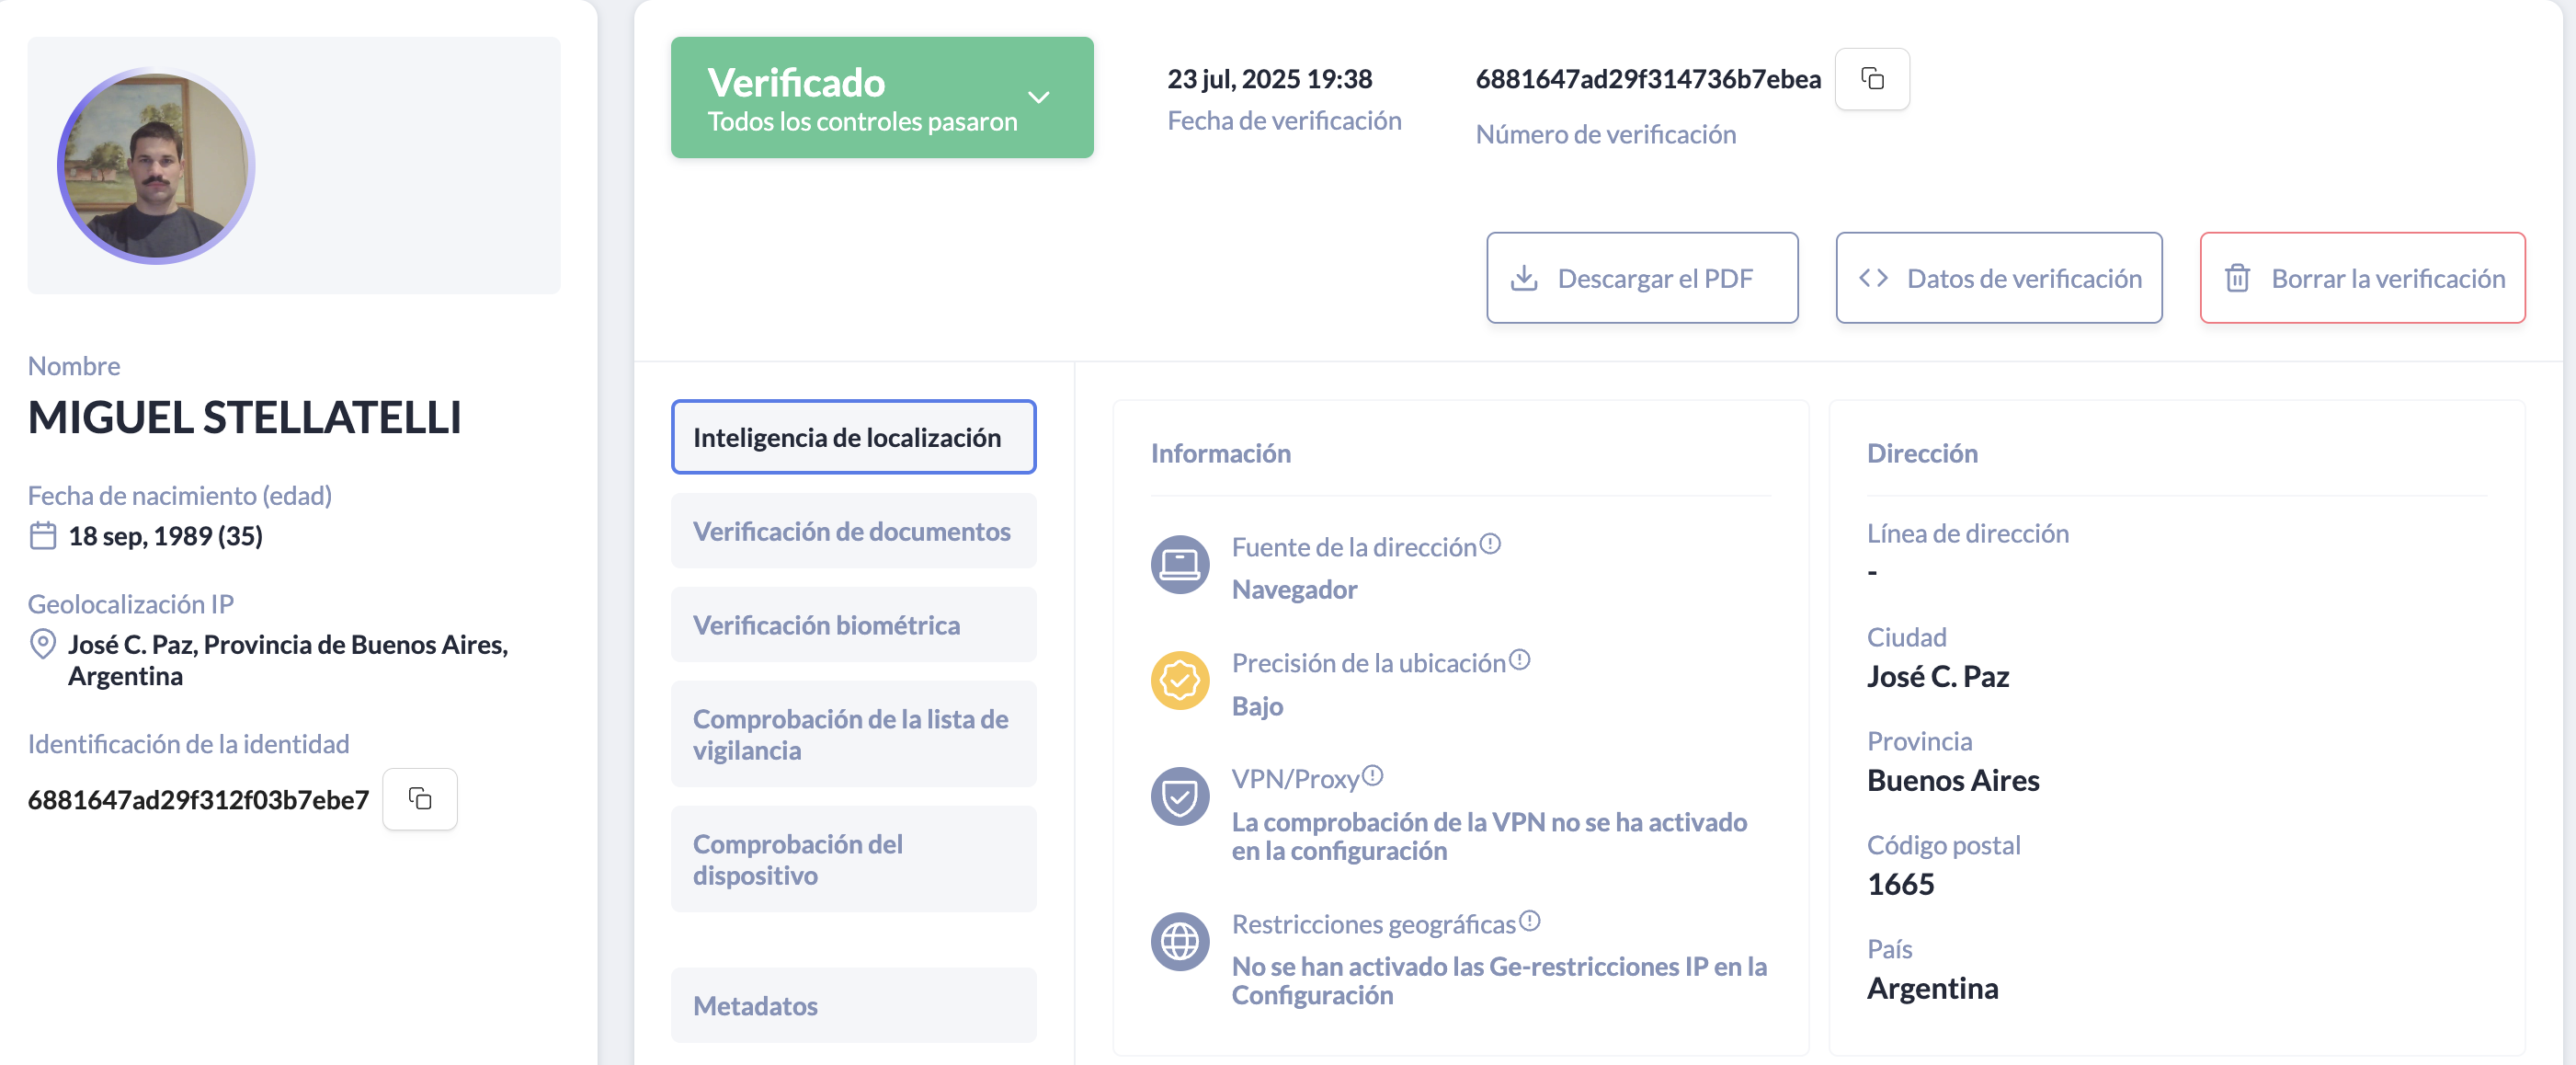 Nombre
MIGUEL STELLATELLI
Fecha de nacimiento (edad)
18 sep, 1989 (35)
Geolocalización IP
José C. Paz, Provincia de Buenos Aires,
Argentina
Identificación de la identidad
6881647ad29f312f03b7ebe7
Verificado
Todos los controles pasaron
23 jul, 2025 19:38
Fecha de verificación
6881647ad29f314736b7ebea
Número de verificación
Descargar el PDF
Datos de verificación
Borrar la verificación
Inteligencia de localización
Verificación de documentos
Verificación biométrica
Comprobación de la lista de
vigilancia
Comprobación del
dispositivo
Metadatos
Información
Fuente de la dirección
Navegador
Precisión de la ubicación
Bajo
VPN/Proxy
La comprobación de la VPN no se ha activado
en la configuración
Restricciones geográficas
No se han activado las Ge-restricciones IP en la
Configuración
Dirección
Línea de dirección
-
Ciudad
José C. Paz
Provincia
Buenos Aires
Código postal
1665
País
Argentina